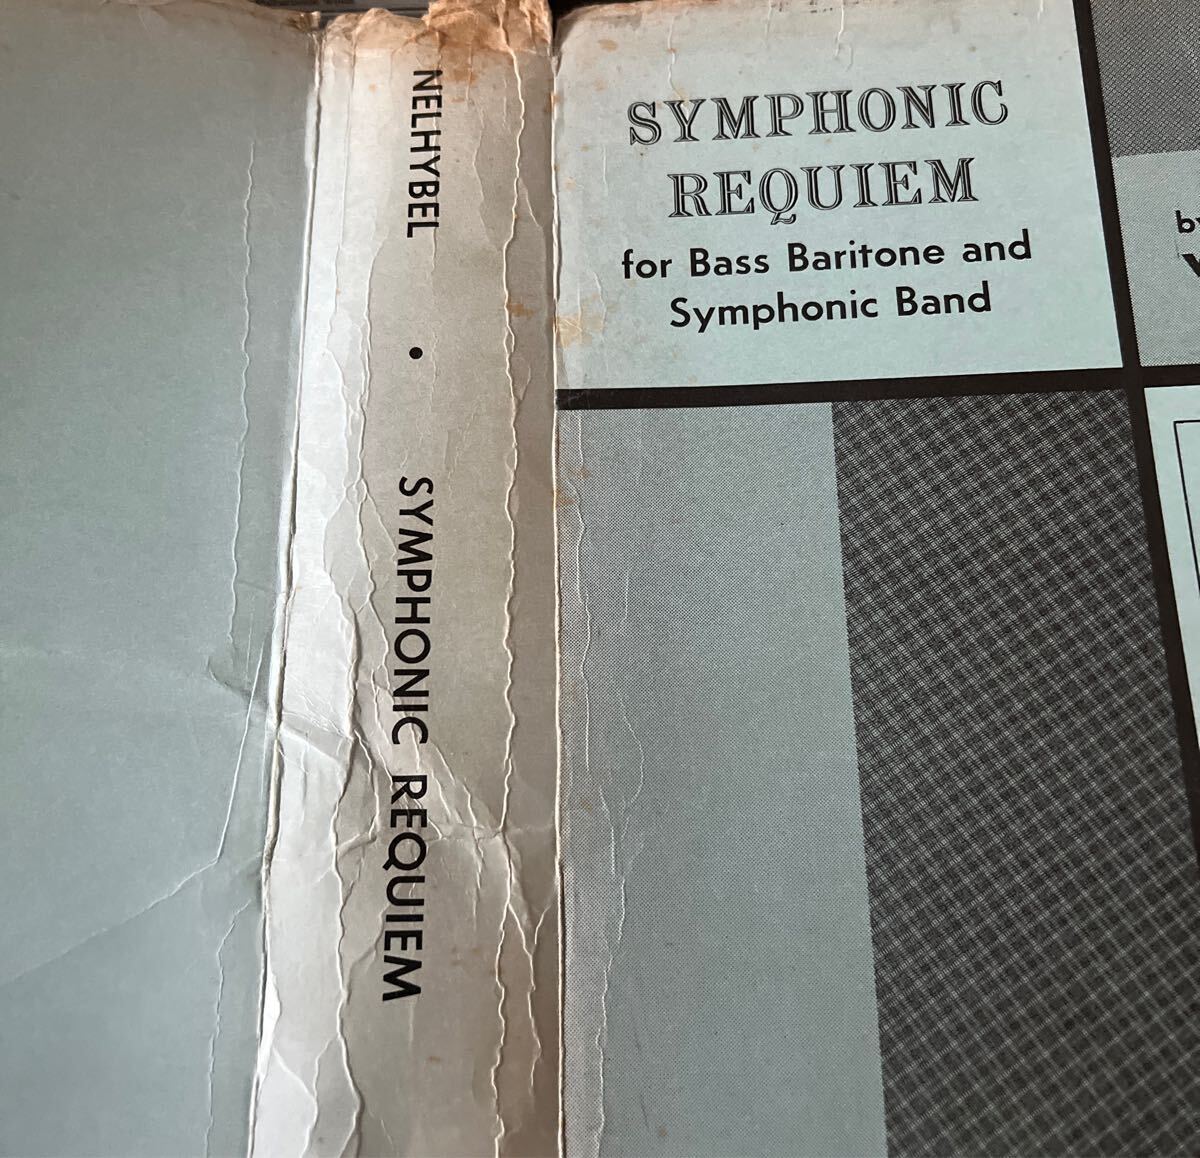 NELHYBEL • SYMPHONIC REQUIEM
SYMPHONIC
REQUIEM
for Bass Baritone and
Symphonic Band